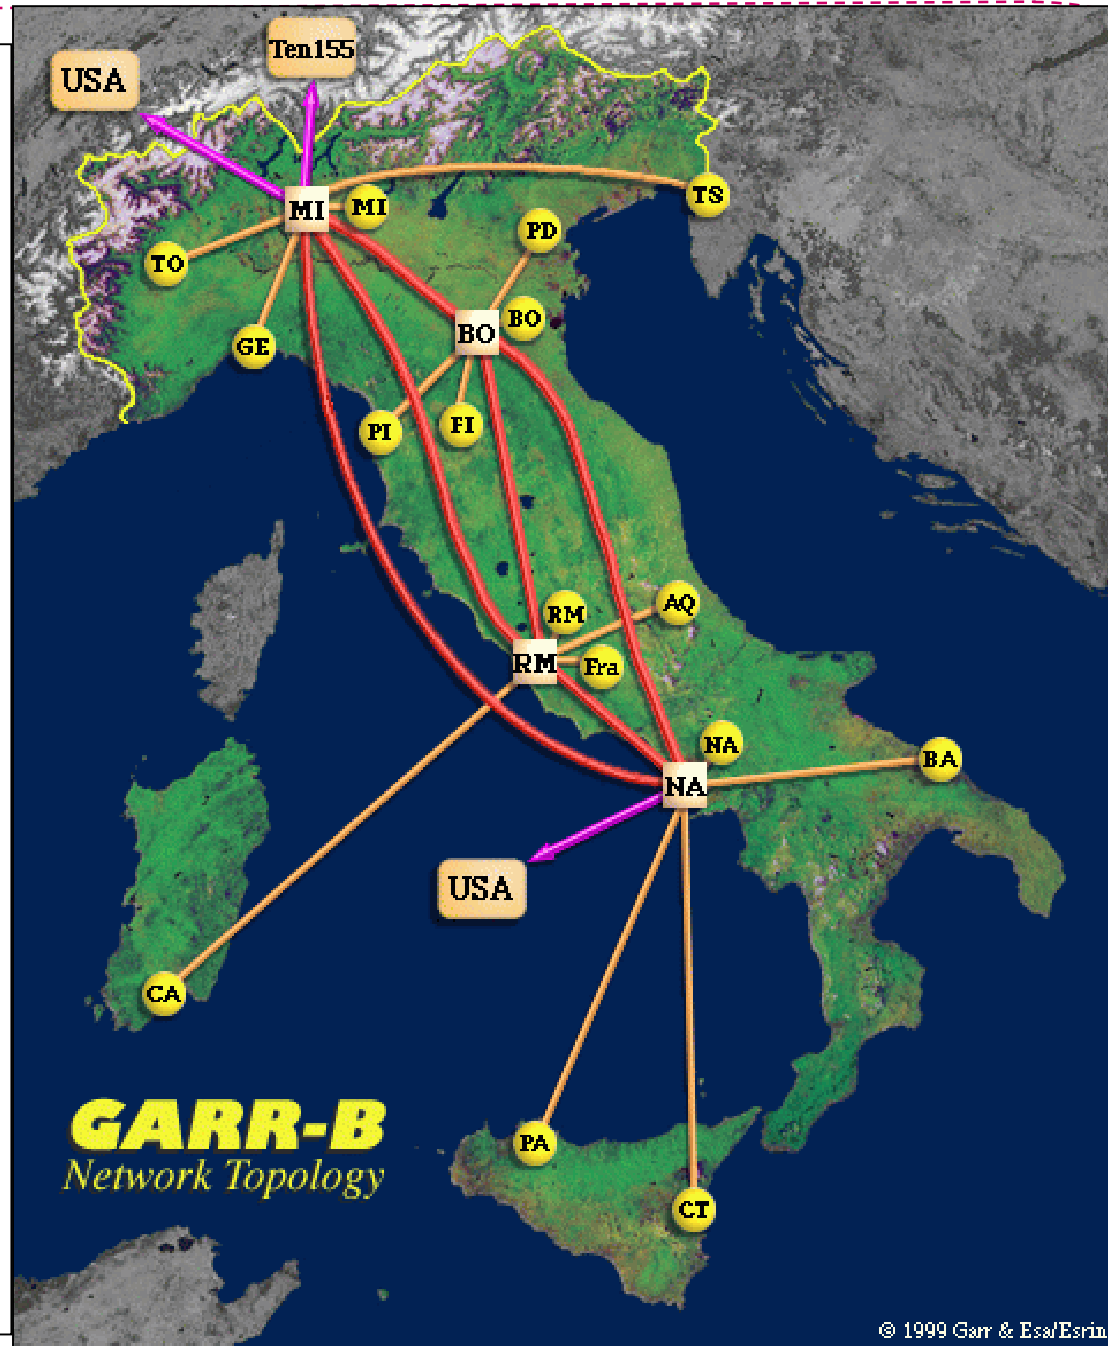 Ten155
USA
TS
MI
MI
PD
TO
BO
BO
GE
FI
PI
AQ
RM
RM
Fra
NA
BA
NA
USA
CA
GARR-B
Network Topology
PA
CT
© 1999 Garr & Esa/Esrin